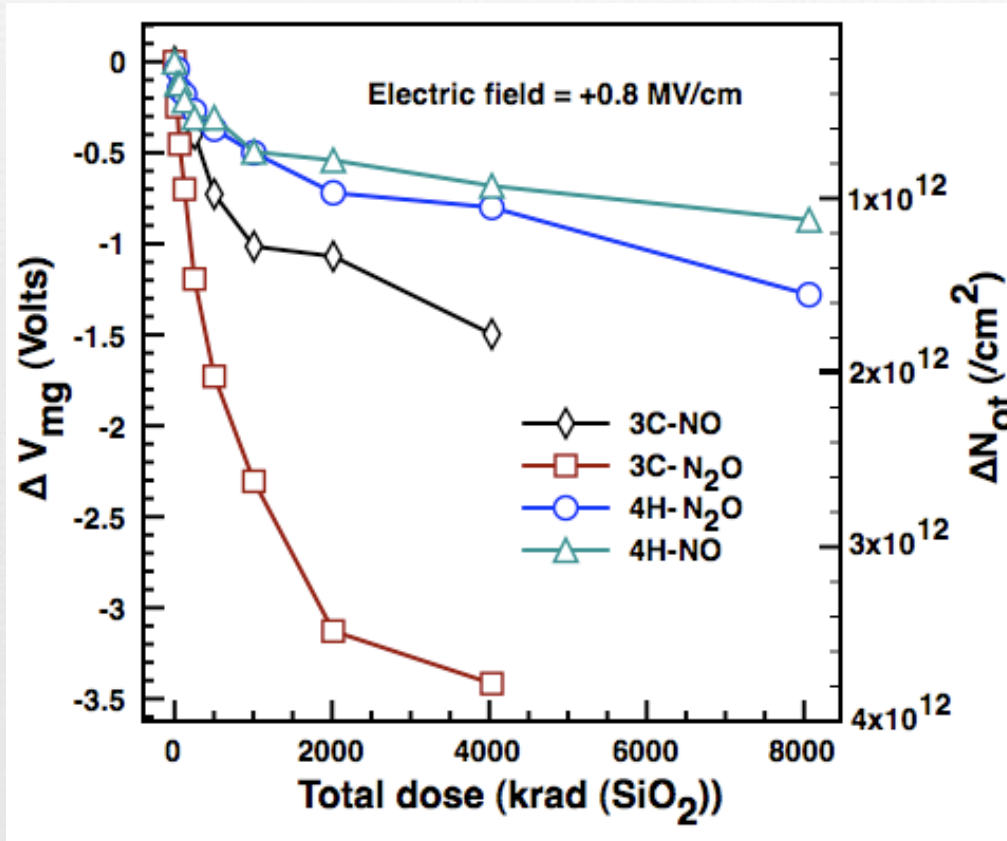 Electric field = +0.8 MV/cm
Δ V_mg (Volts)
0
-0.5
-1
-1.5
-2
-2.5
-3
-3.5
1x10^12
2x10^12
3x10^12
4x10^12
ΔN_ot (/cm^2)
3C-NO
3C-N₂O
4H-N₂O
4H-NO
0 2000 4000 6000 8000
Total dose (krad (SiO₂))